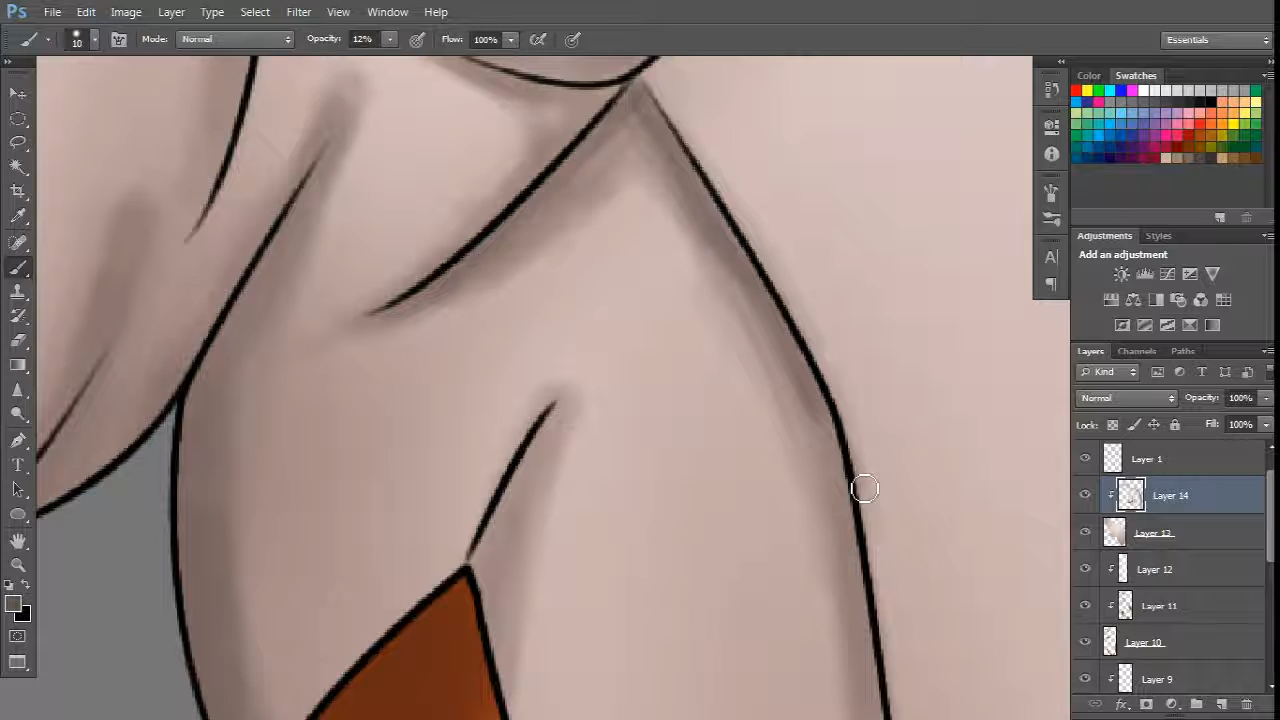 Ps File Edit Image Layer Type Select Filter View Window Help
10 Mode: Normal Opacity: 12% Flow: 100% Essentials
Color Swatches
Adjustments Styles
Add an adjustment
Layers Channels Paths
Kind
Normal Opacity: 100%
Lock: Fill: 100%
Layer 1
Layer 14
Layer 13
Layer 12
Layer 11
Layer 10
Layer 9